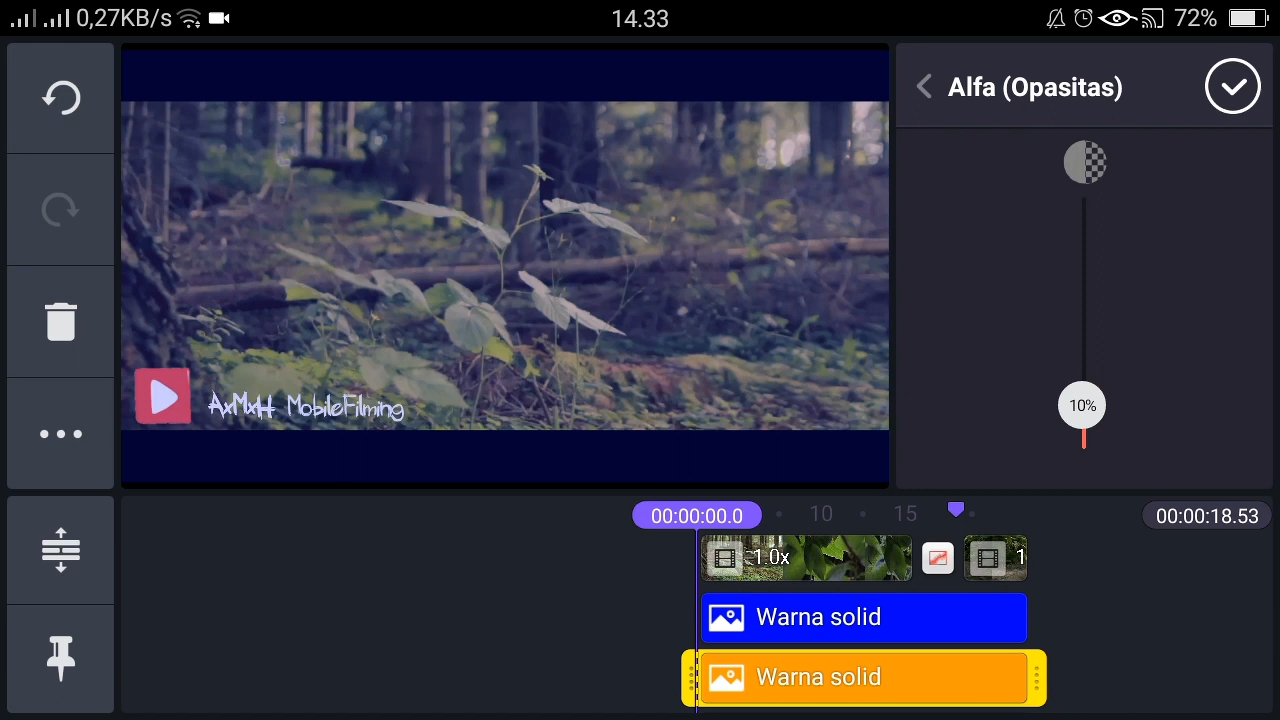 0,27KB/s 14.33 72%
Alfa (Opasitas)
10%
AxMxH MobileFilming
00:00:00.0 10 15 00:00:18.53
1.0x 1
Warna solid
Warna solid